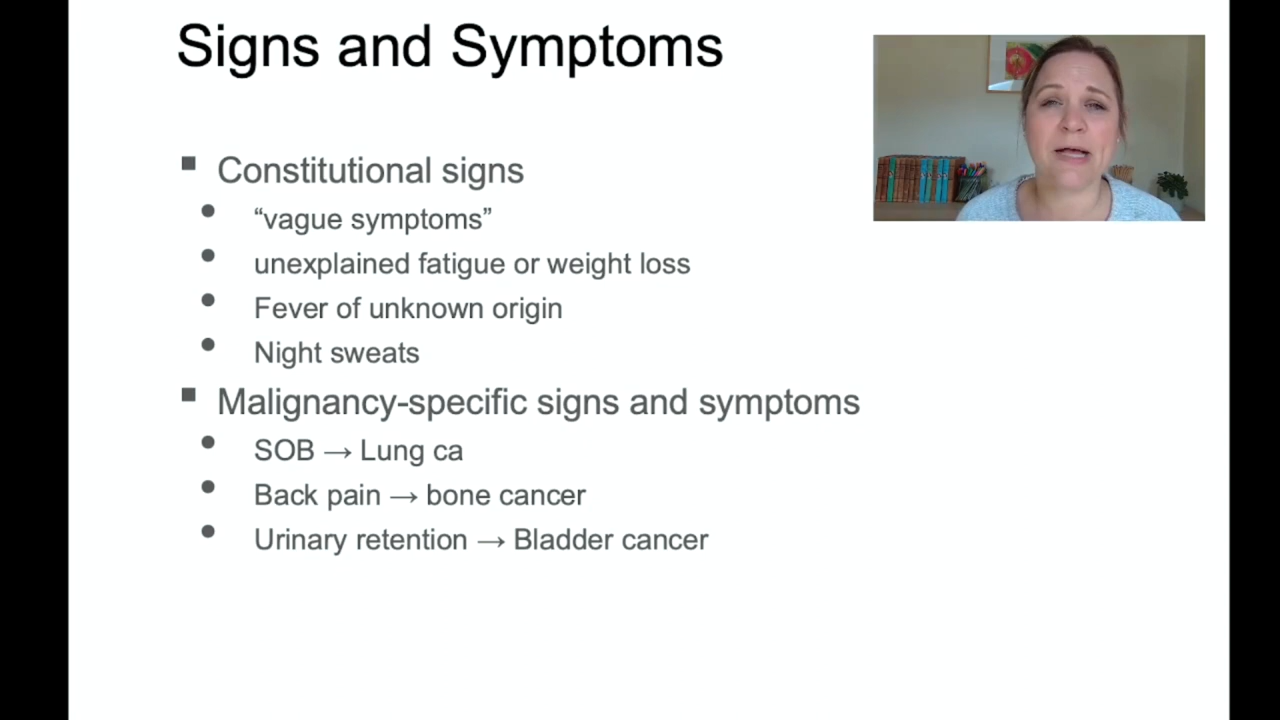 Signs and Symptoms
Constitutional signs
“vague symptoms”
unexplained fatigue or weight loss
Fever of unknown origin
Night sweats
Malignancy-specific signs and symptoms
SOB → Lung ca
Back pain → bone cancer
Urinary retention → Bladder cancer